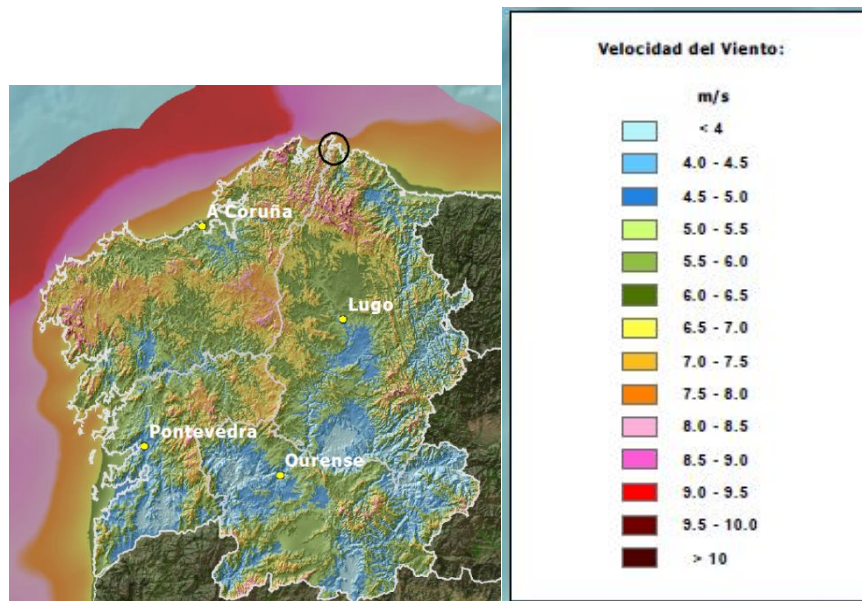 A Coruña
Lugo
Pontevedra
Ourense
Velocidad del Viento:
m/s
< 4
4.0 - 4.5
4.5 - 5.0
5.0 - 5.5
5.5 - 6.0
6.0 - 6.5
6.5 - 7.0
7.0 - 7.5
7.5 - 8.0
8.0 - 8.5
8.5 - 9.0
9.0 - 9.5
9.5 - 10.0
> 10